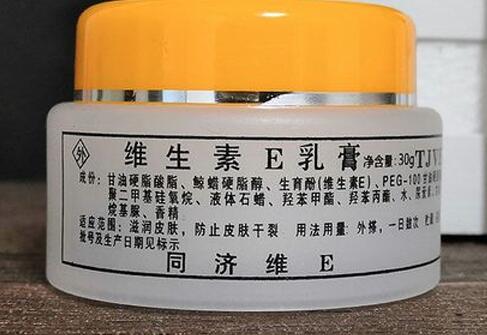 外 维生素E乳膏 净含量:30g TJV
成份: 甘油硬脂酸脂、鲸蜡硬脂醇、生育酚(维生素E)、PEG-100
聚二甲基硅氧烷、液体石蜡、羟苯甲酯、羟苯丙酯、水、尿囊
烷基脲、香精
适应范围: 滋润皮肤,防止皮肤干裂 用法用量: 外搽,一日数次
批号及生产日期见标示
同济维E